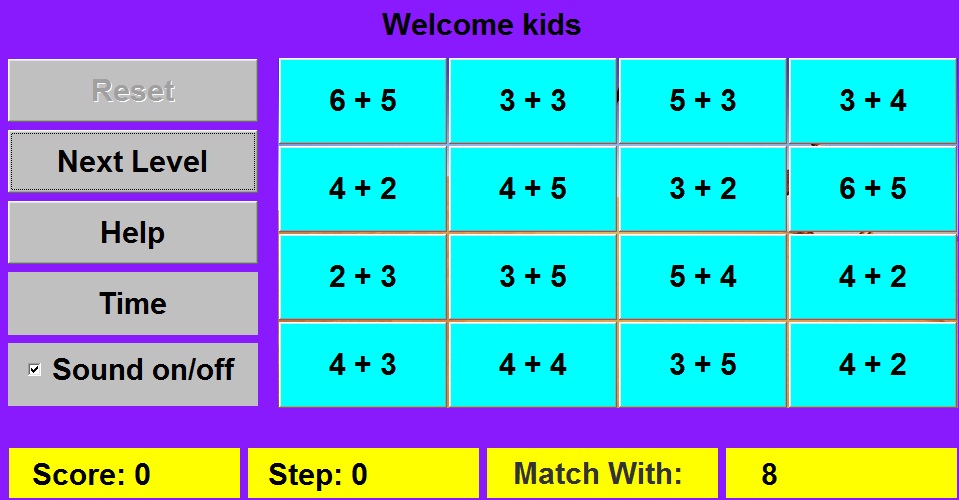 Welcome kids
Reset
Next Level
Help
Time
Sound on/off
6 + 5 3 + 3 5 + 3 3 + 4
4 + 2 4 + 5 3 + 2 6 + 5
2 + 3 3 + 5 5 + 4 4 + 2
4 + 3 4 + 4 3 + 5 4 + 2
Score: 0 Step: 0 Match With: 8